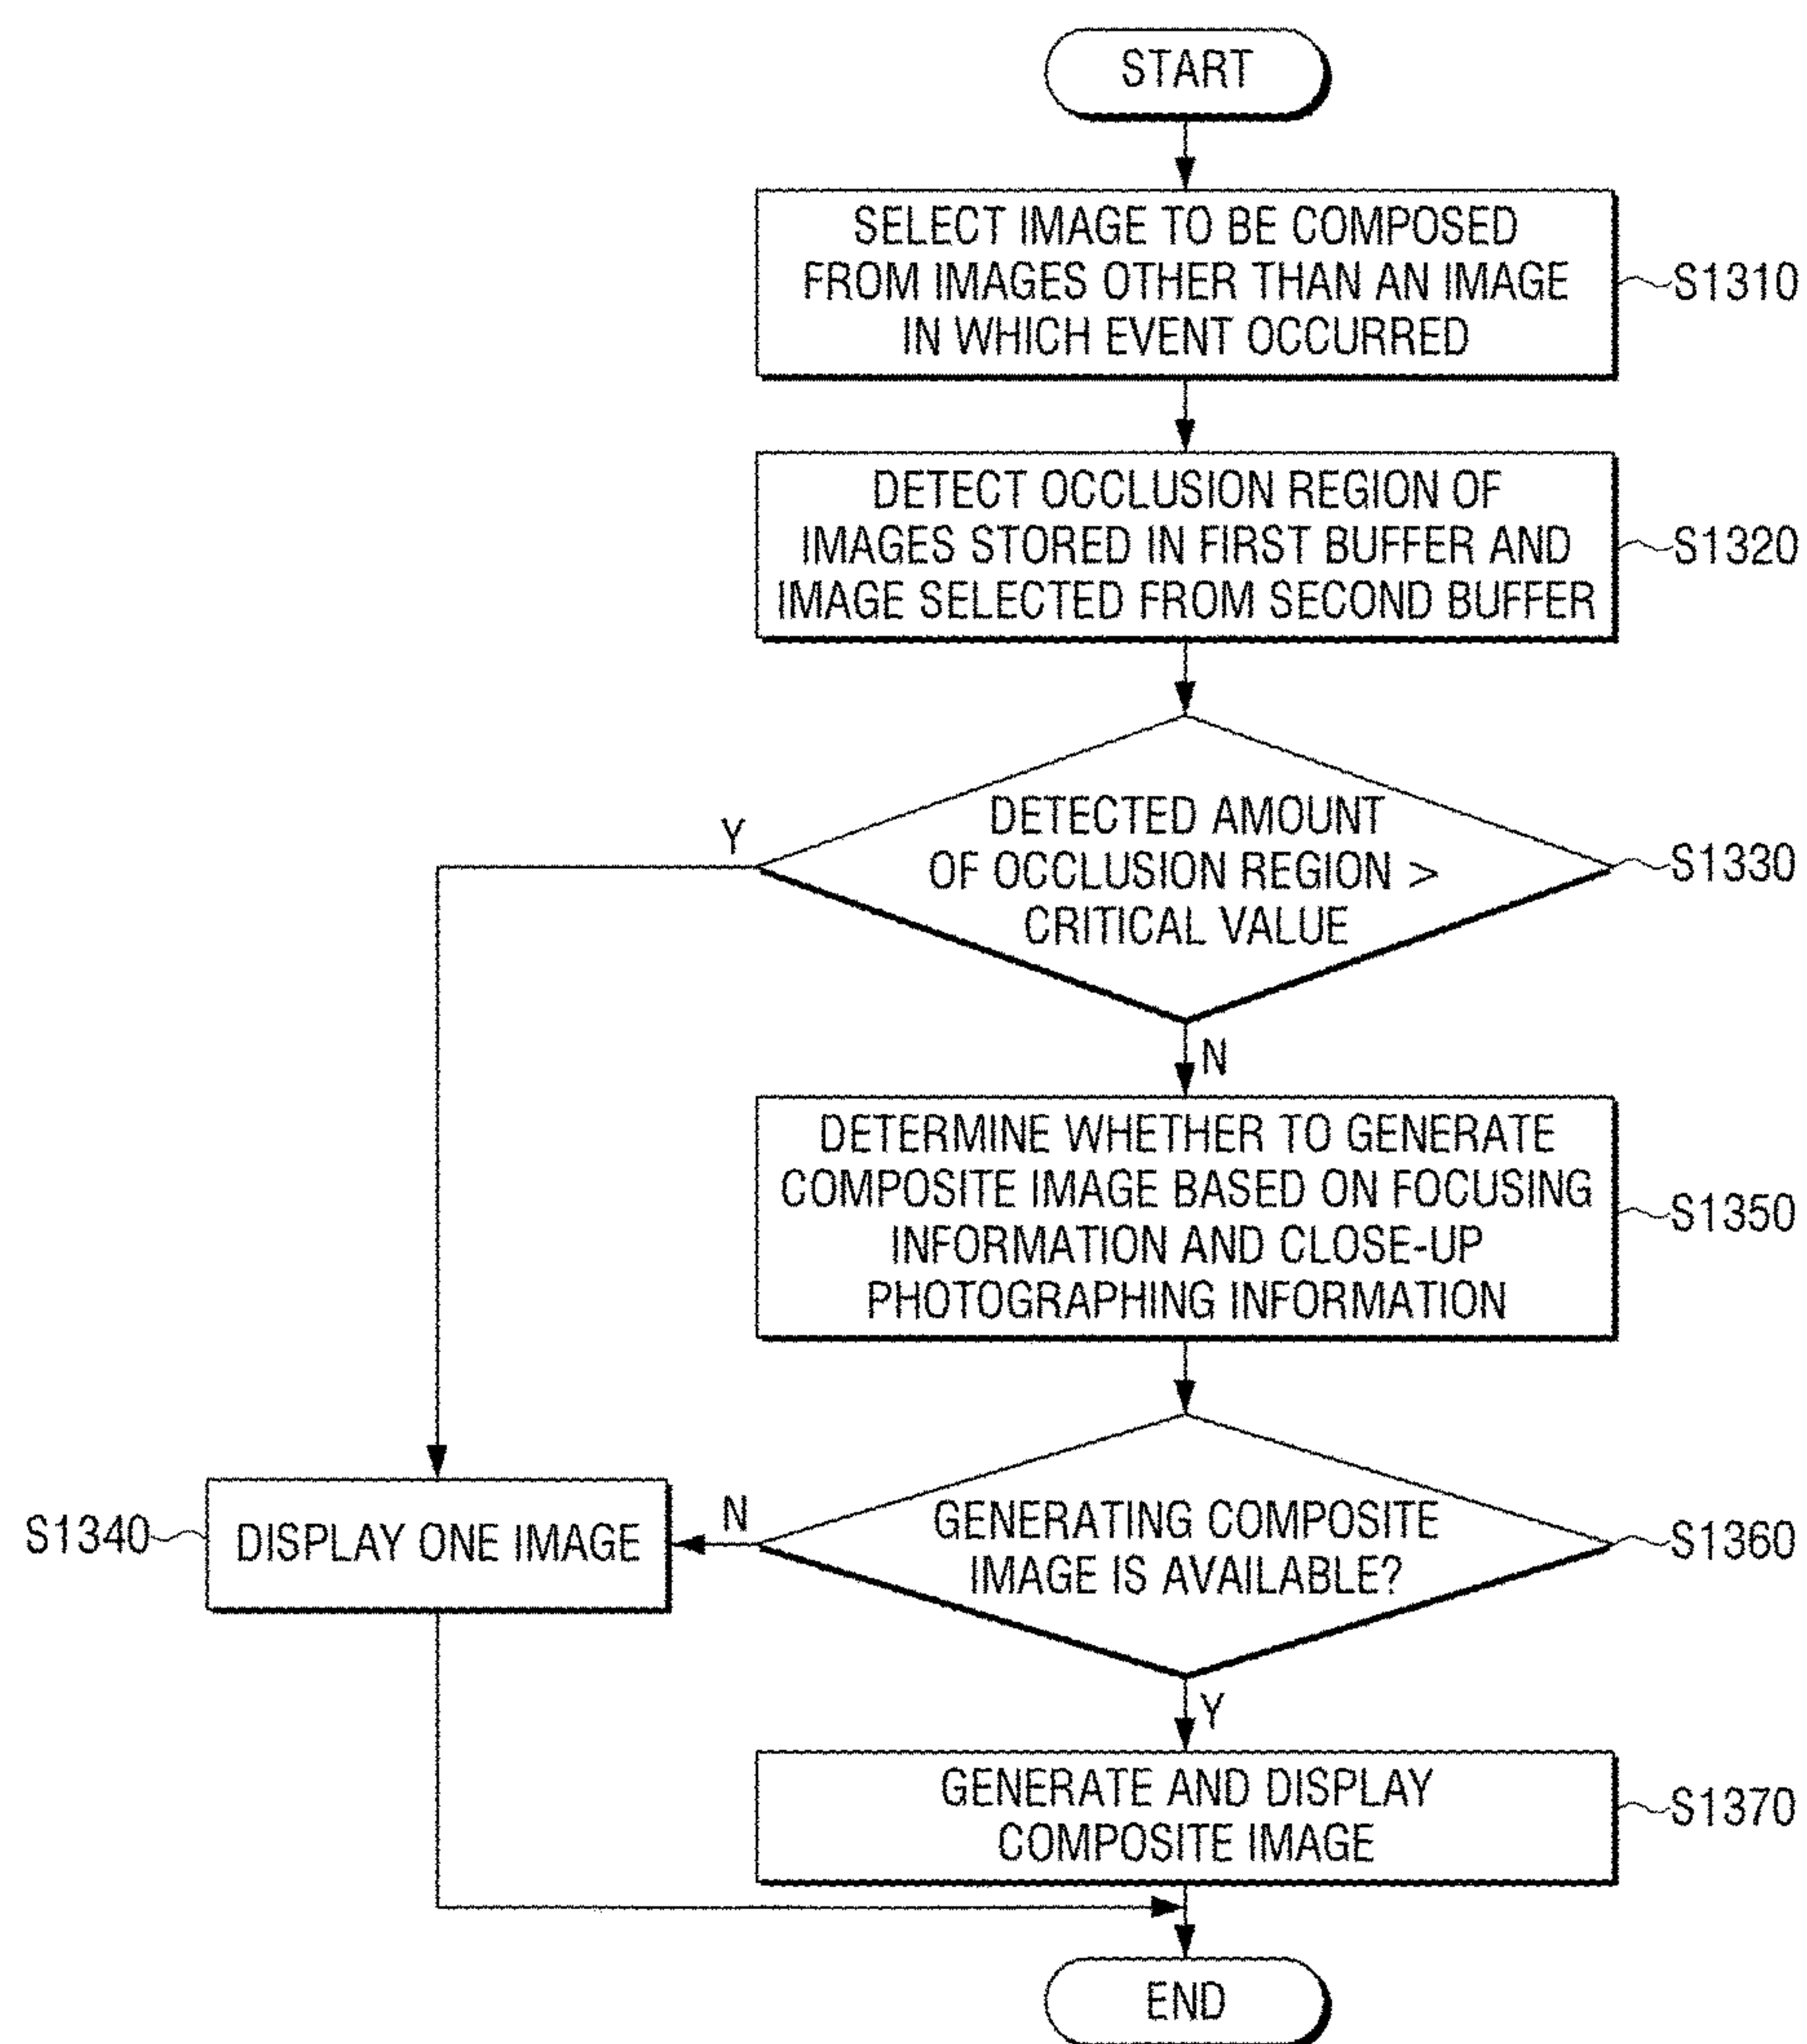 START
SELECT IMAGE TO BE COMPOSED
FROM IMAGES OTHER THAN AN IMAGE
IN WHICH EVENT OCCURRED
S1310
DETECT OCCLUSION REGION OF
IMAGES STORED IN FIRST BUFFER AND
IMAGE SELECTED FROM SECOND BUFFER
S1320
DETECTED AMOUNT
OF OCCLUSION REGION >
CRITICAL VALUE
S1330
Y
N
DETERMINE WHETHER TO GENERATE
COMPOSITE IMAGE BASED ON FOCUSING
INFORMATION AND CLOSE-UP
PHOTOGRAPHING INFORMATION
S1350
S1340
DISPLAY ONE IMAGE
N
GENERATING COMPOSITE
IMAGE IS AVAILABLE?
S1360
Y
GENERATE AND DISPLAY
COMPOSITE IMAGE
S1370
END